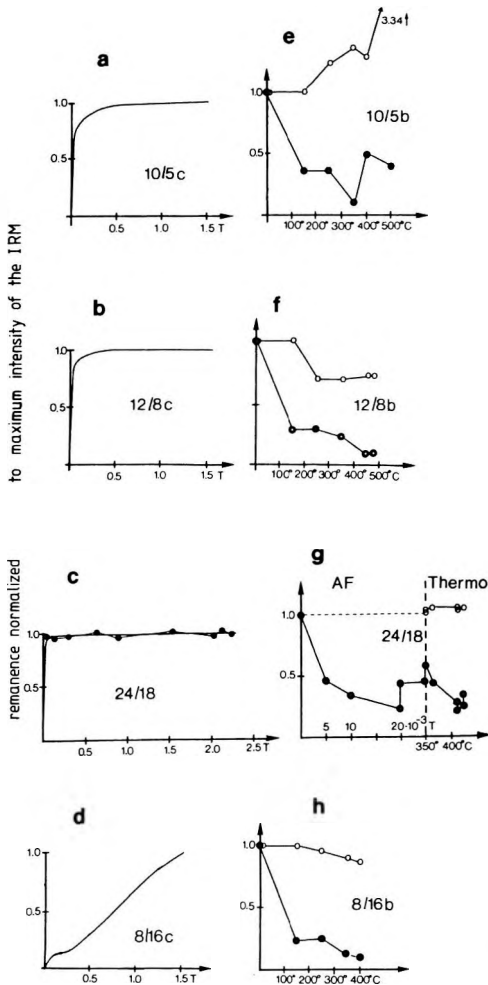 to maximum intensity of the IRM
remanence normalized
a
1.0
0.5
10/5c
0.5
1.0
1.5 T
e
3.34
1.0
0.5
10/5b
100°
200°
300°
400°
500°C
b
1.0
0.5
12/8c
0.5
1.0
1.5 T
f
12/8b
100°
200°
300°
400°
500°C
c
1.0
0.5
24/18
0.5
1.0
1.5
2.0
2.5T
g
AF
Thermo
1.0
0.5
24/18
5
10
20·10⁻³ T
350°
400°C
d
1.0
0.5
8/16c
0.5
1.0
1.5T
h
1.0
0.5
8/16b
100°
200°
300°
400°C